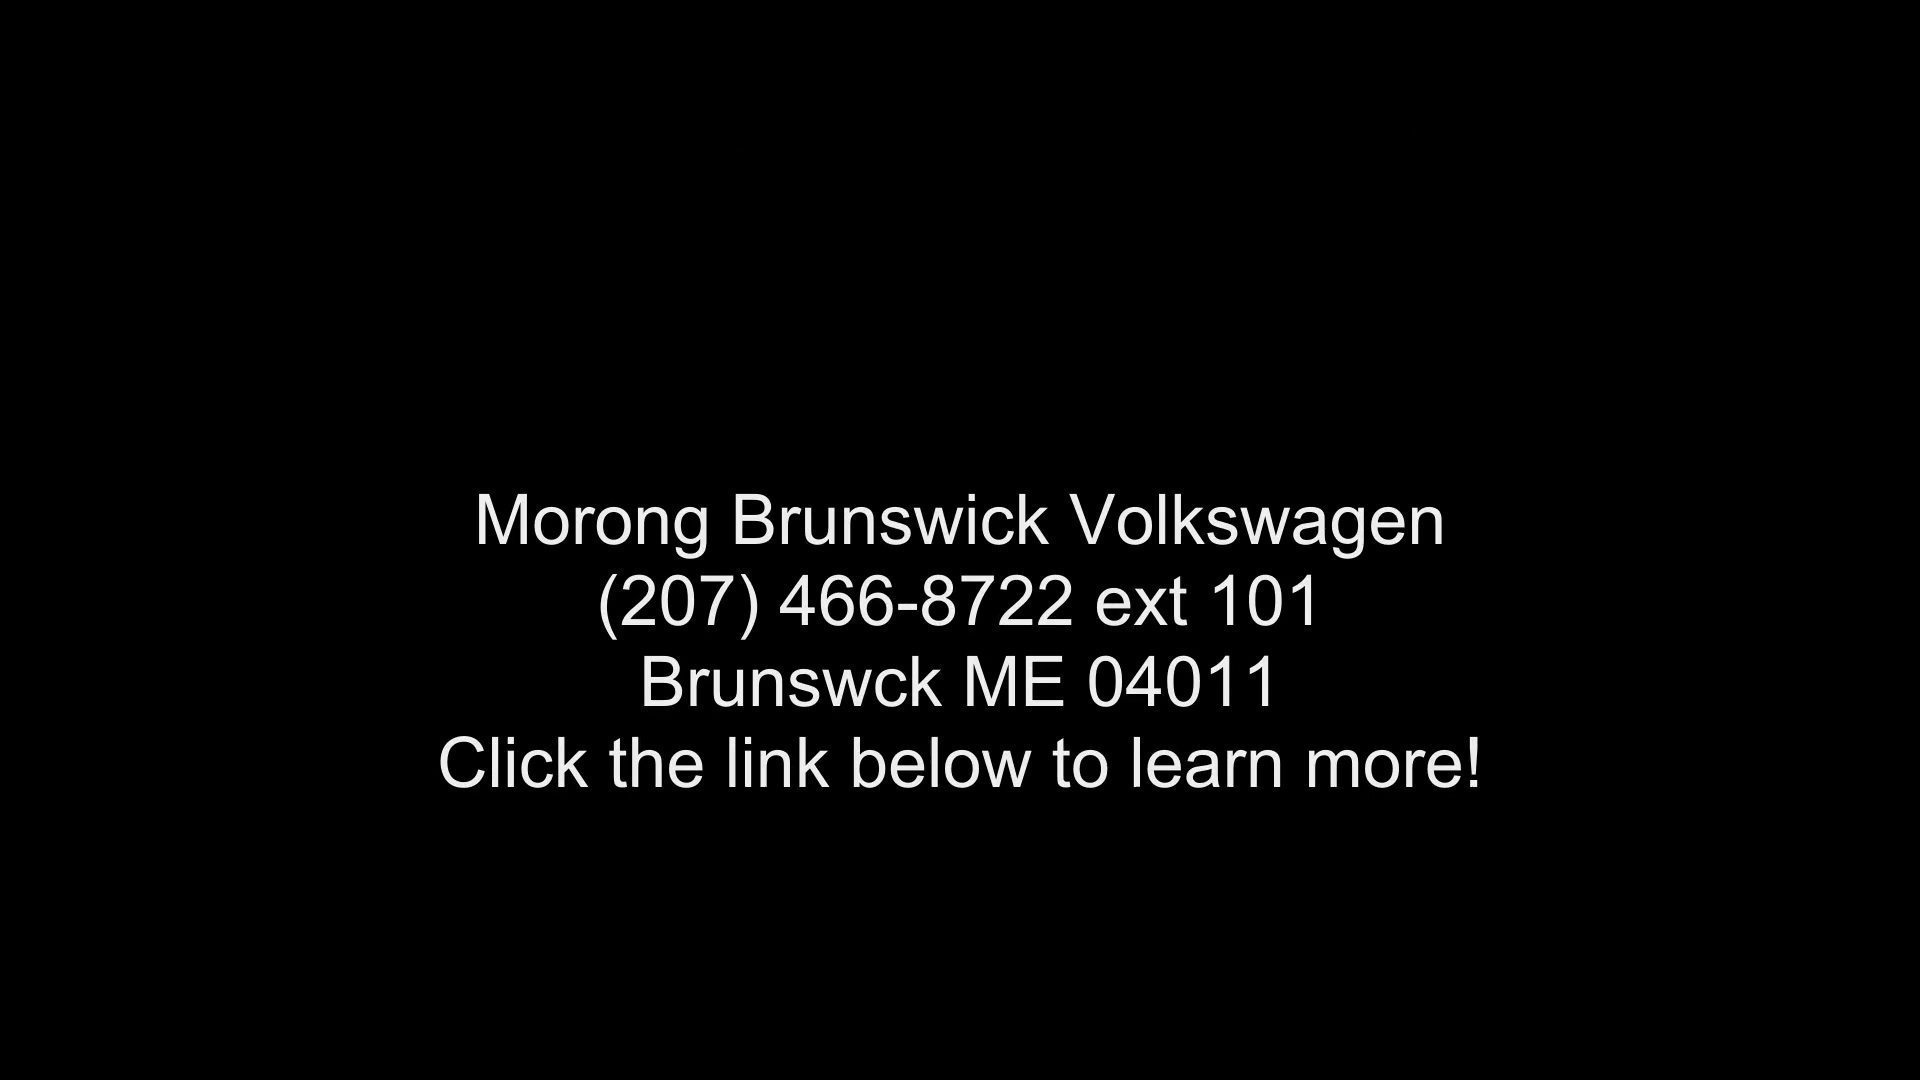 Morong Brunswick Volkswagen
(207) 466-8722 ext 101
Brunswck ME 04011
Click the link below to learn more!